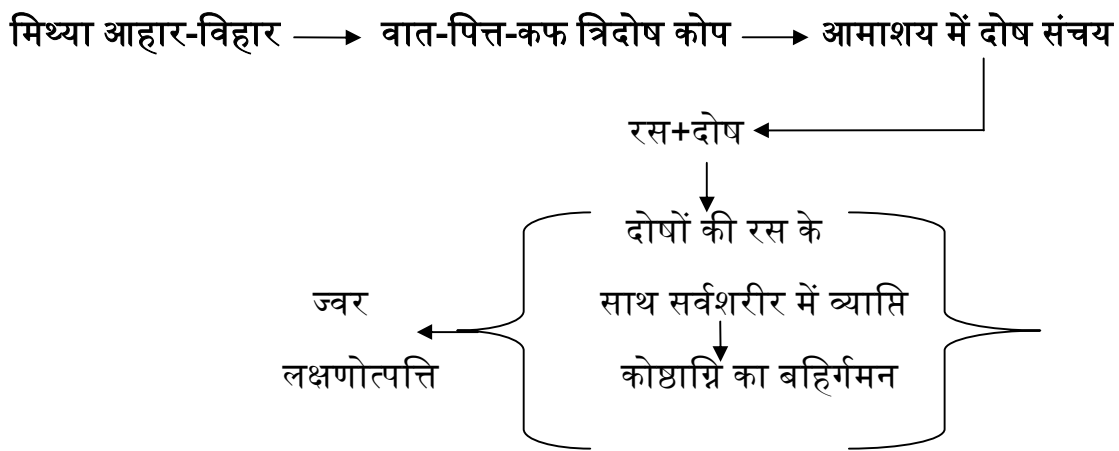 मिथ्या आहार-विहार वात-पित्त-कफ त्रिदोष कोप आमाशय में दोष संचय
रस+दोष
दोषों की रस के
ज्वर साथ सर्वशरीर में व्याप्ति
लक्षणोत्पत्ति कोष्ठाग्नि का बहिर्गमन